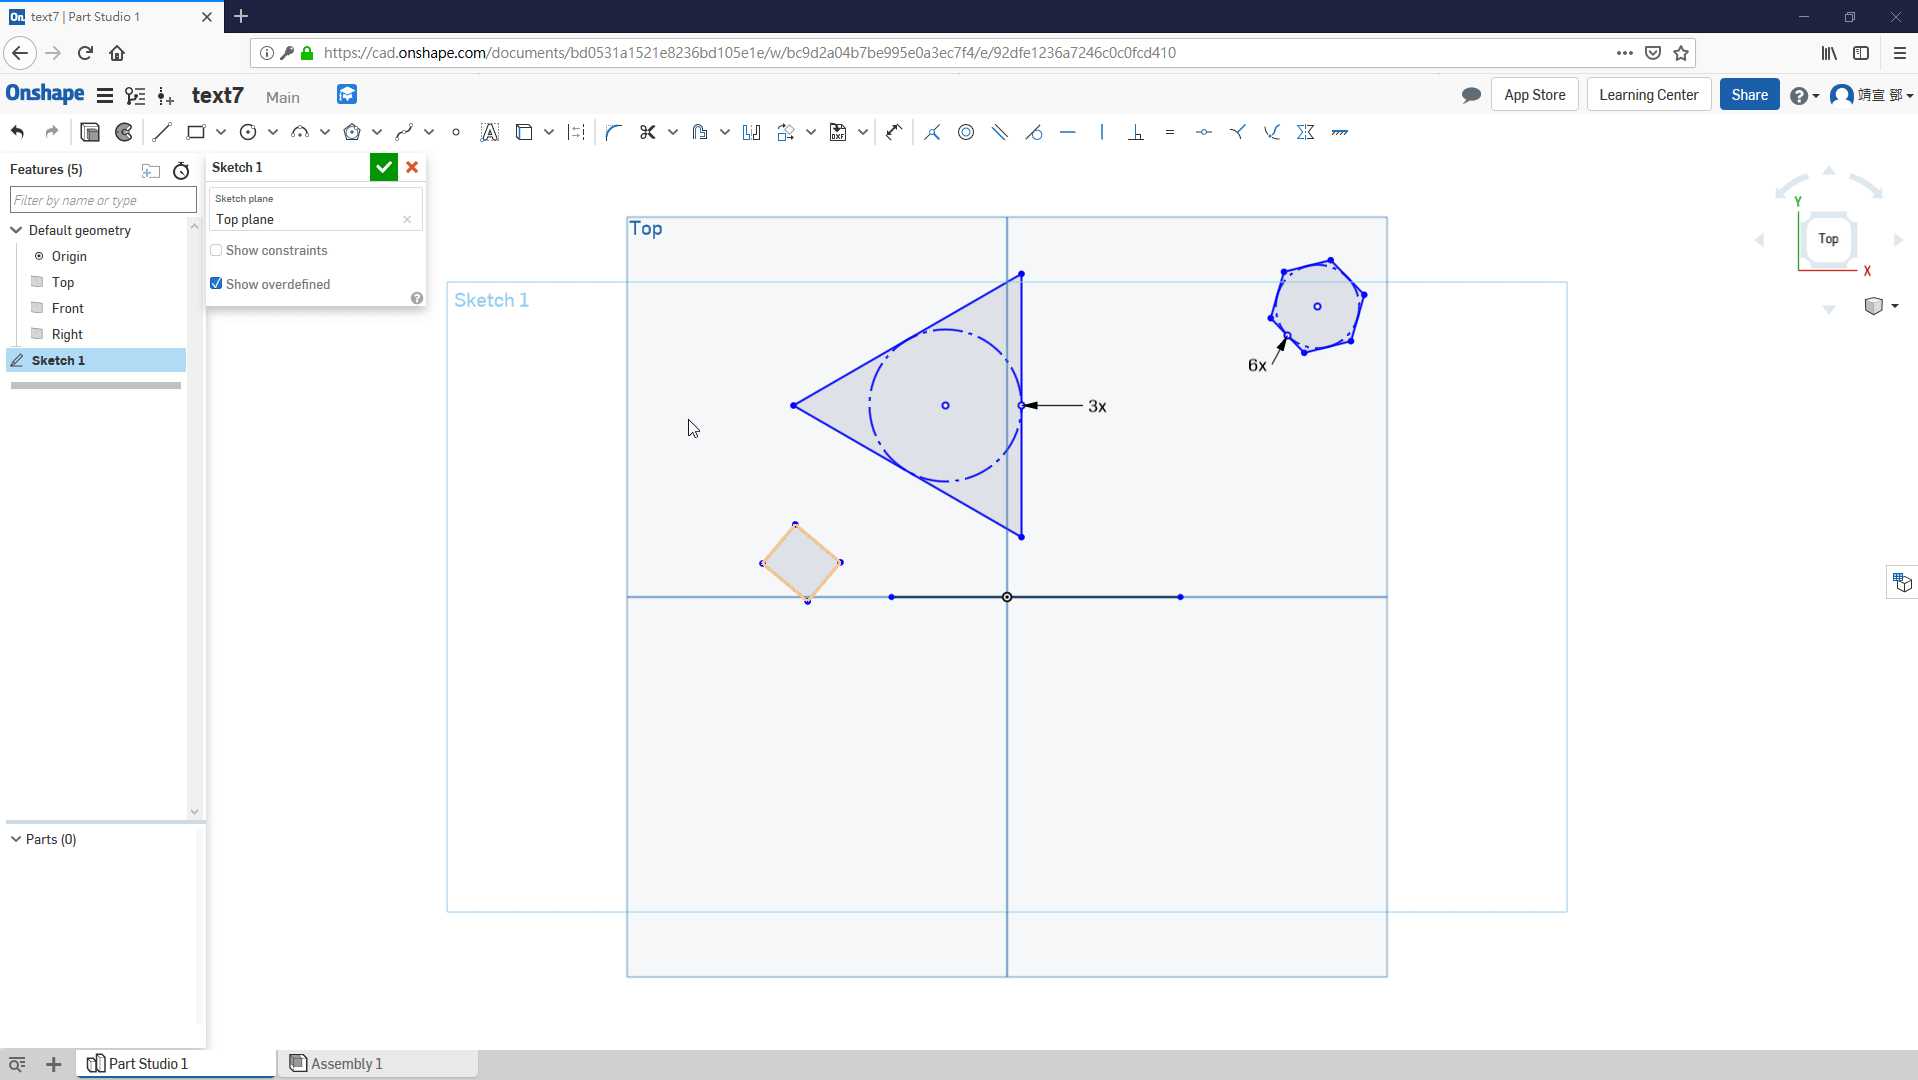 On. text7 | Part Studio 1
https://cad.onshape.com/documents/bd0531a1521e8236bd105e1e/w/bc9d2a04b7be995e0a3ec7f4/e/92dfe1236a7246c0c0fcd410
Onshape text7 Main App Store Learning Center Share 靖宣 鄧
DXF
Features (5)
Filter by name or type
Default geometry
Origin
Top
Front
Right
Sketch 1
Parts (0)
Sketch 1
Sketch plane
Top plane
Show constraints
Show overdefined
Top
Sketch 1
3x
6x
Y
Top
X
Part Studio 1
Assembly 1